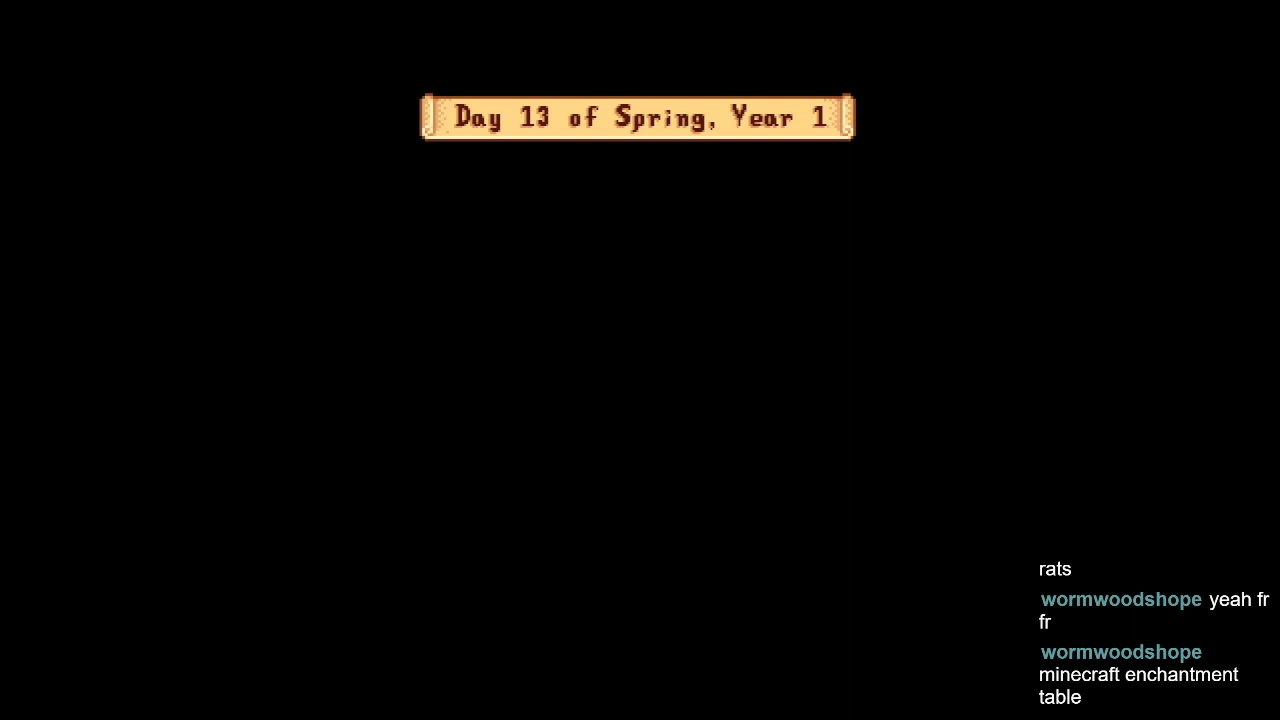 Day 13 of Spring, Year 1
rats
wormwoodshope yeah fr
fr
wormwoodshope
minecraft enchantment
table